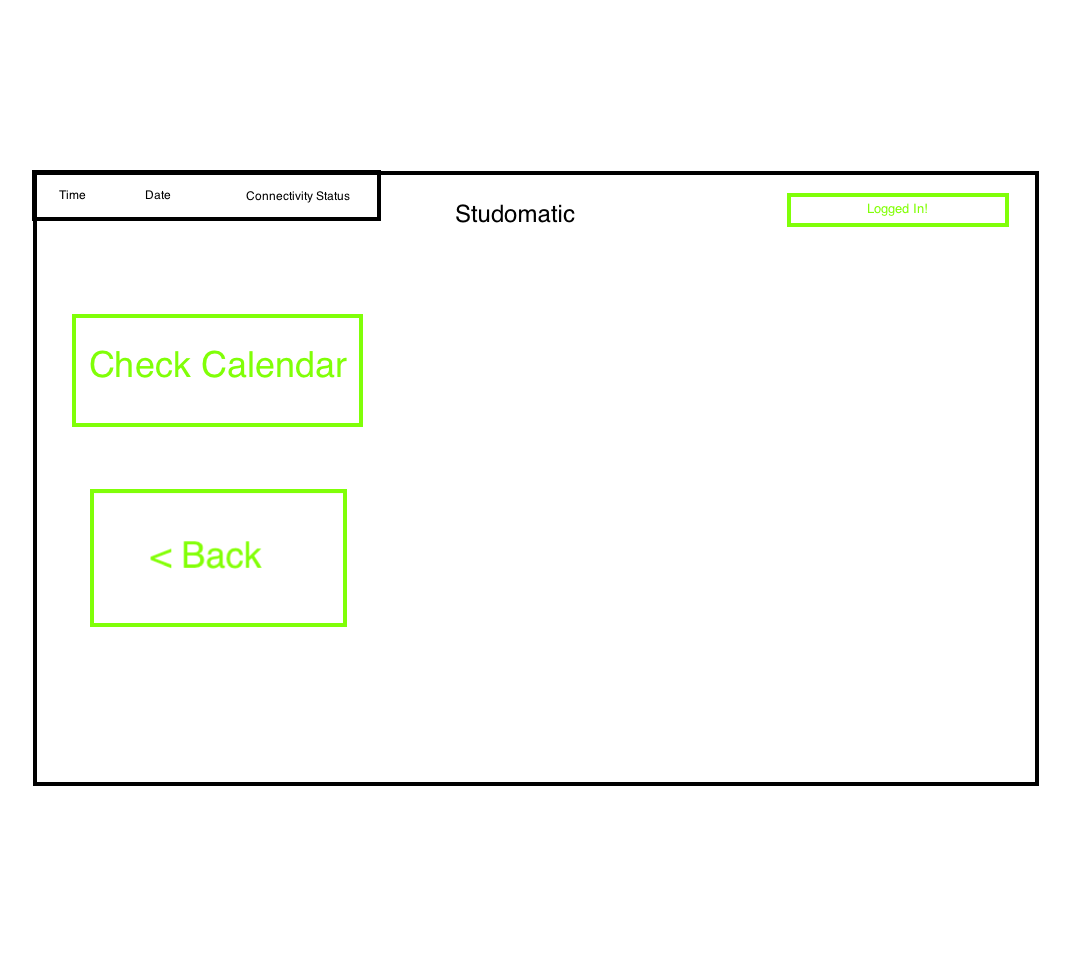 Time Date Connectivity Status
Studomatic
Logged In!
Check Calendar
< Back